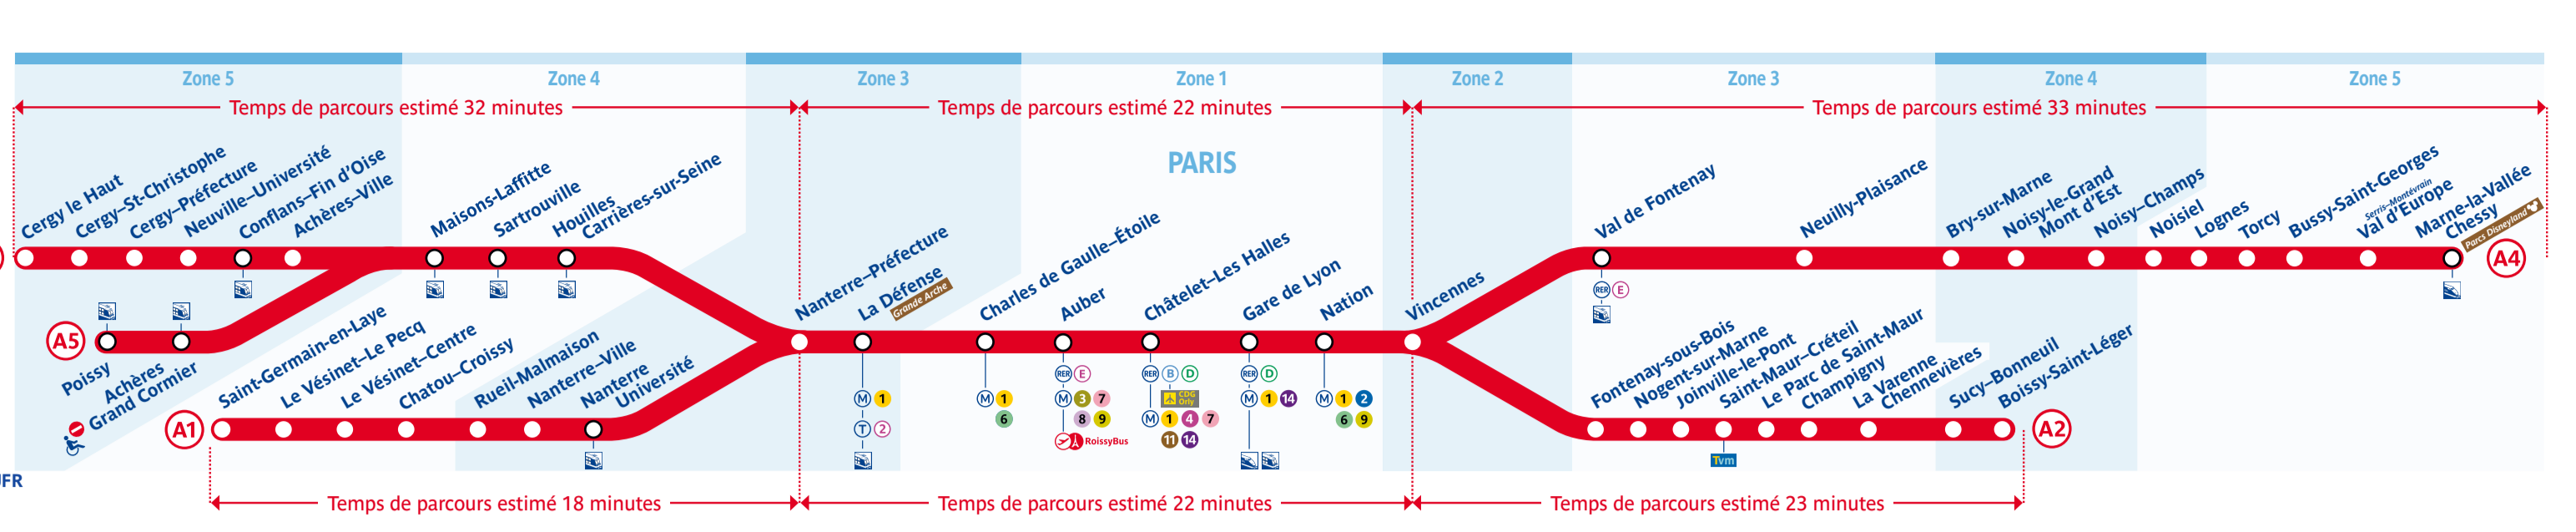 Zone 5
Zone 4
Zone 3
Zone 1
Zone 2
Zone 3
Zone 4
Zone 5
Temps de parcours estimé 32 minutes
Temps de parcours estimé 22 minutes
Temps de parcours estimé 33 minutes
PARIS
Cergy le Haut
Cergy–St-Christophe
Cergy–Préfecture
Neuville–Université
Conflans–Fin d'Oise
Achères–Ville
Maisons-Laffitte
Sartrouville
Houilles
Carrières-sur-Seine
A5
Poissy
Achères
Grand Cormier
A1
Saint-Germain-en-Laye
Le Vésinet–Le Pecq
Le Vésinet–Centre
Chatou–Croissy
Rueil-Malmaison
Nanterre–Ville
Nanterre
Université
Nanterre–Préfecture
La Défense
Grande Arche
M 1
T 2
Charles de Gaulle–Étoile
M 1
6
Auber
RER E
M 3 7
8 9
RoissyBus
Châtelet–Les Halles
RER B D
CDG
Orly
M 1 4 7
11 14
Gare de Lyon
RER D
M 1 14
Nation
M 1 2
6 9
Vincennes
Val de Fontenay
RER E
Neuilly-Plaisance
Bry-sur-Marne
Noisy-le-Grand
Mont d'Est
Noisy–Champs
Noisiel
Lognes
Torcy
Bussy-Saint-Georges
Serris–Montévrain
Val d'Europe
Marne-la-Vallée
Chessy
Parcs Disneyland
A4
Fontenay-sous-Bois
Nogent-sur-Marne
Joinville-le-Pont
Saint-Maur–Créteil
Tvm
Le Parc de Saint-Maur
Champigny
La Varenne
Chennevières
Sucy–Bonneuil
Boissy-Saint-Léger
A2
FR
Temps de parcours estimé 18 minutes
Temps de parcours estimé 22 minutes
Temps de parcours estimé 23 minutes